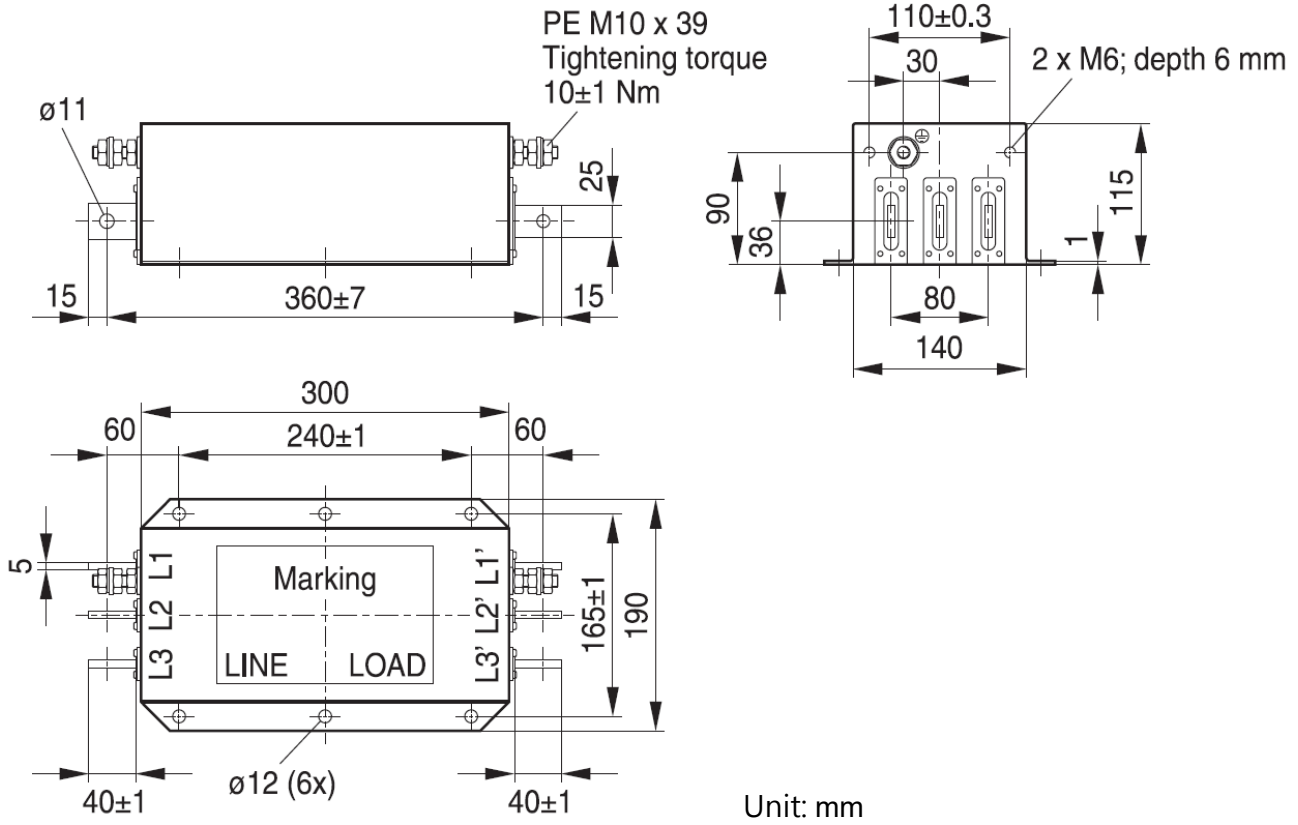 PE M10 x 39
Tightening torque
10±1 Nm
ø11
25
15
360±7
15
110±0.3
30
2 x M6; depth 6 mm
90
36
115
1
80
140
300
60
240±1
60
5
L1
L2
L3
Marking
LINE LOAD
L1'
L2'
L3'
165±1
190
40±1
ø12 (6x)
40±1
Unit: mm